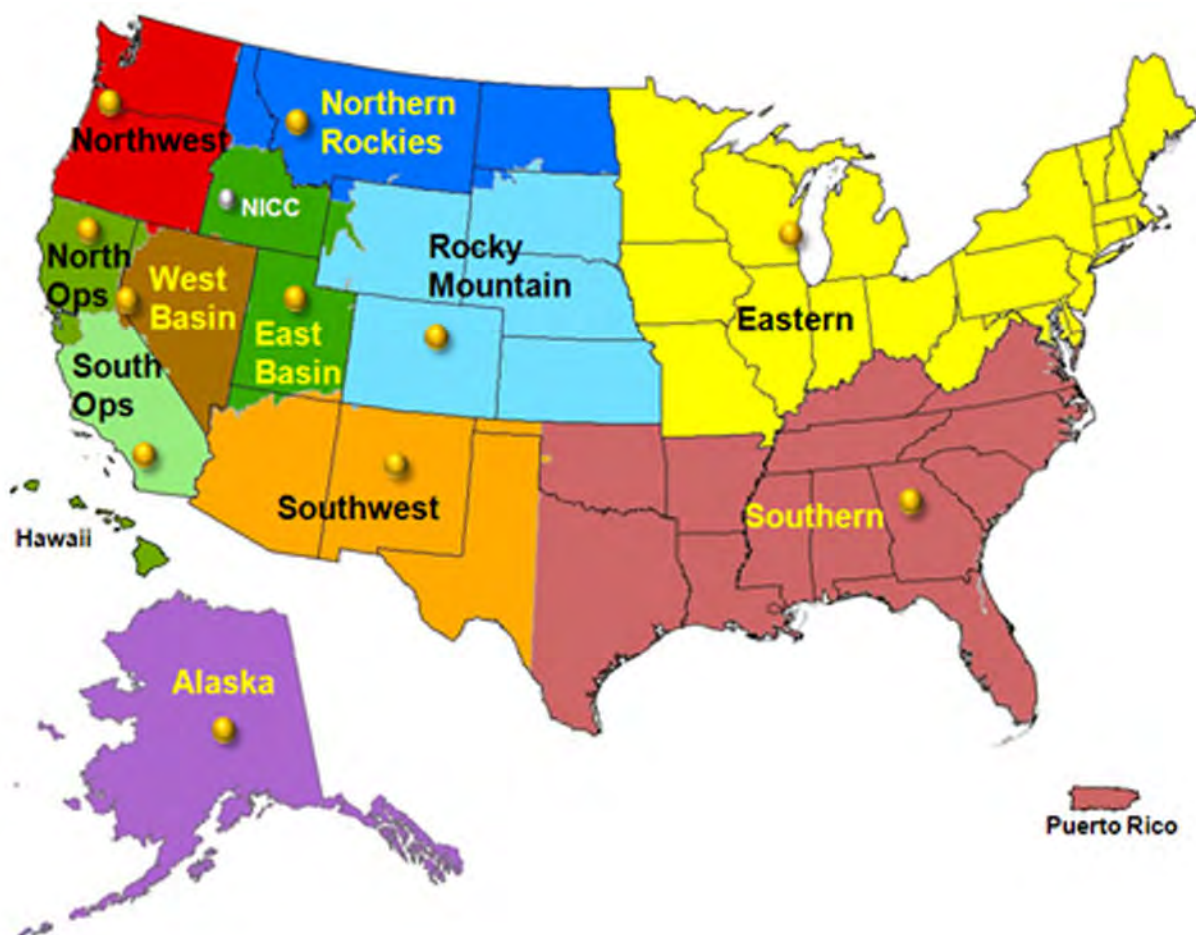 Northern
Rockies
Northwest
NICC
North
Ops
West
Basin
Rocky
Mountain
East
Basin
Eastern
South
Ops
Southwest
Southern
Hawaii
Alaska
Puerto Rico